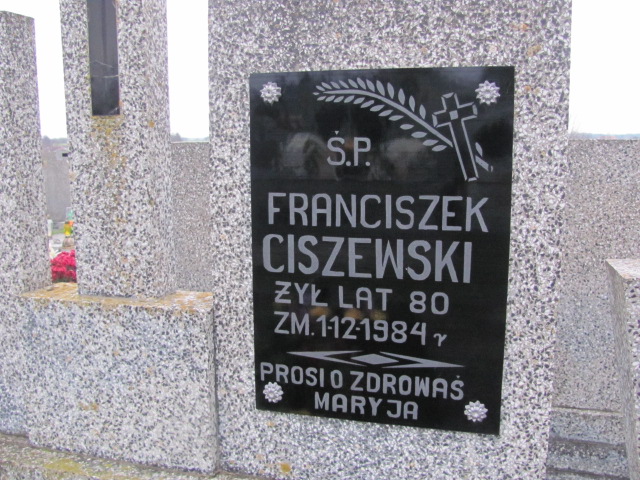 Ś.P.
FRANCISZEK
CISZEWSKI
ŻYŁ LAT 80
ZM. 1-12-1984 r
PROSI O ZDROWAŚ
MARYJA